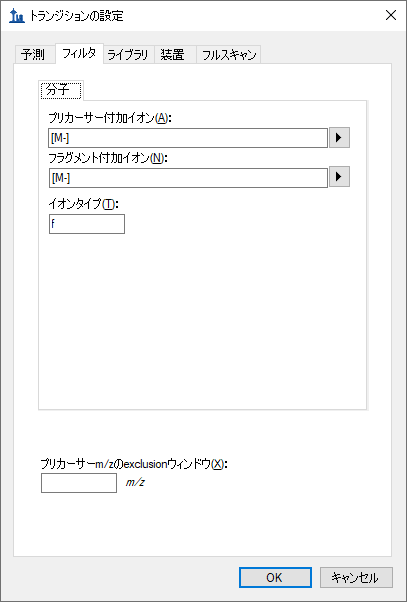 トランジションの設定
予測 フィルタ ライブラリ 装置 フルスキャン
分子
プリカーサー付加イオン(A):
[M-]
フラグメント付加イオン(N):
[M-]
イオンタイプ(T):
f
プリカーサーm/zのexclusionウィンドウ(X):
m/z
OK キャンセル